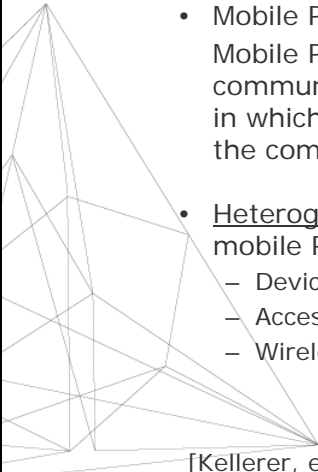 • Mobile P
Mobile P
commun
in which
the com
• Heterog
mobile P
– Devic
– Acces
– Wirel
[Kellerer, e